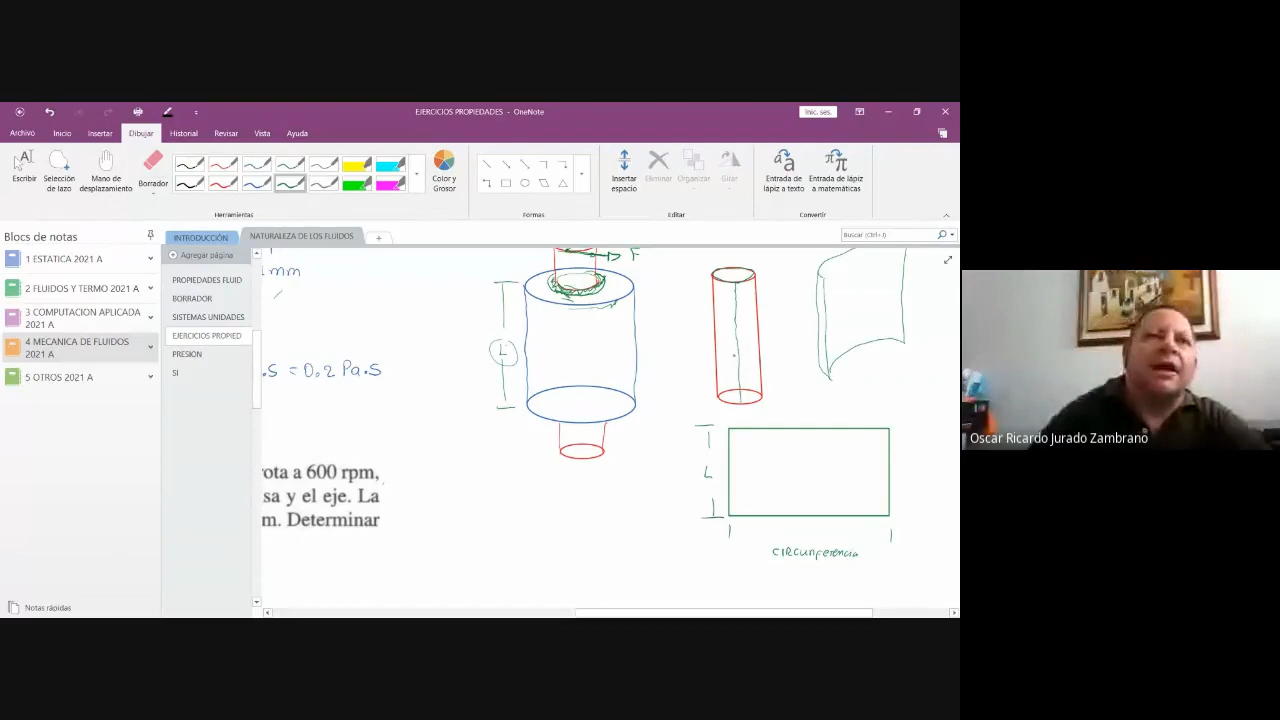 EJERCICIOS PROPIEDADES - OneNote
Inic. ses.
Archivo Inicio Insertar Dibujar Historial Revisar Vista Ayuda
Escribir
Selección de lazo
Mano de desplazamiento
Borrador
Color y Grosor
Insertar espacio
Eliminar
Organizar
Girar
Entrada de lápiz a texto
Entrada de lápiz a matemáticas
Herramientas
Formas
Editar
Convertir
Blocs de notas
INTRODUCCIÓN
NATURALEZA DE LOS FLUIDOS
Buscar (Ctrl+J)
1 ESTATICA 2021 A
2 FLUIDOS Y TERMO 2021 A
3 COMPUTACION APLICADA
2021 A
4 MECANICA DE FLUIDOS
2021 A
5 OTROS 2021 A
Notas rápidas
Agregar página
PROPIEDADES FLUID
BORRADOR
SISTEMAS UNIDADES
EJERCICIOS PROPIED
PRESION
SI
mm
.s = 0.2 Pa.s
ota a 600 rpm,
sa y el eje. La
m. Determinar
F
L
L
CIRCUNFERENCIA
Oscar Ricardo Jurado Zambrano